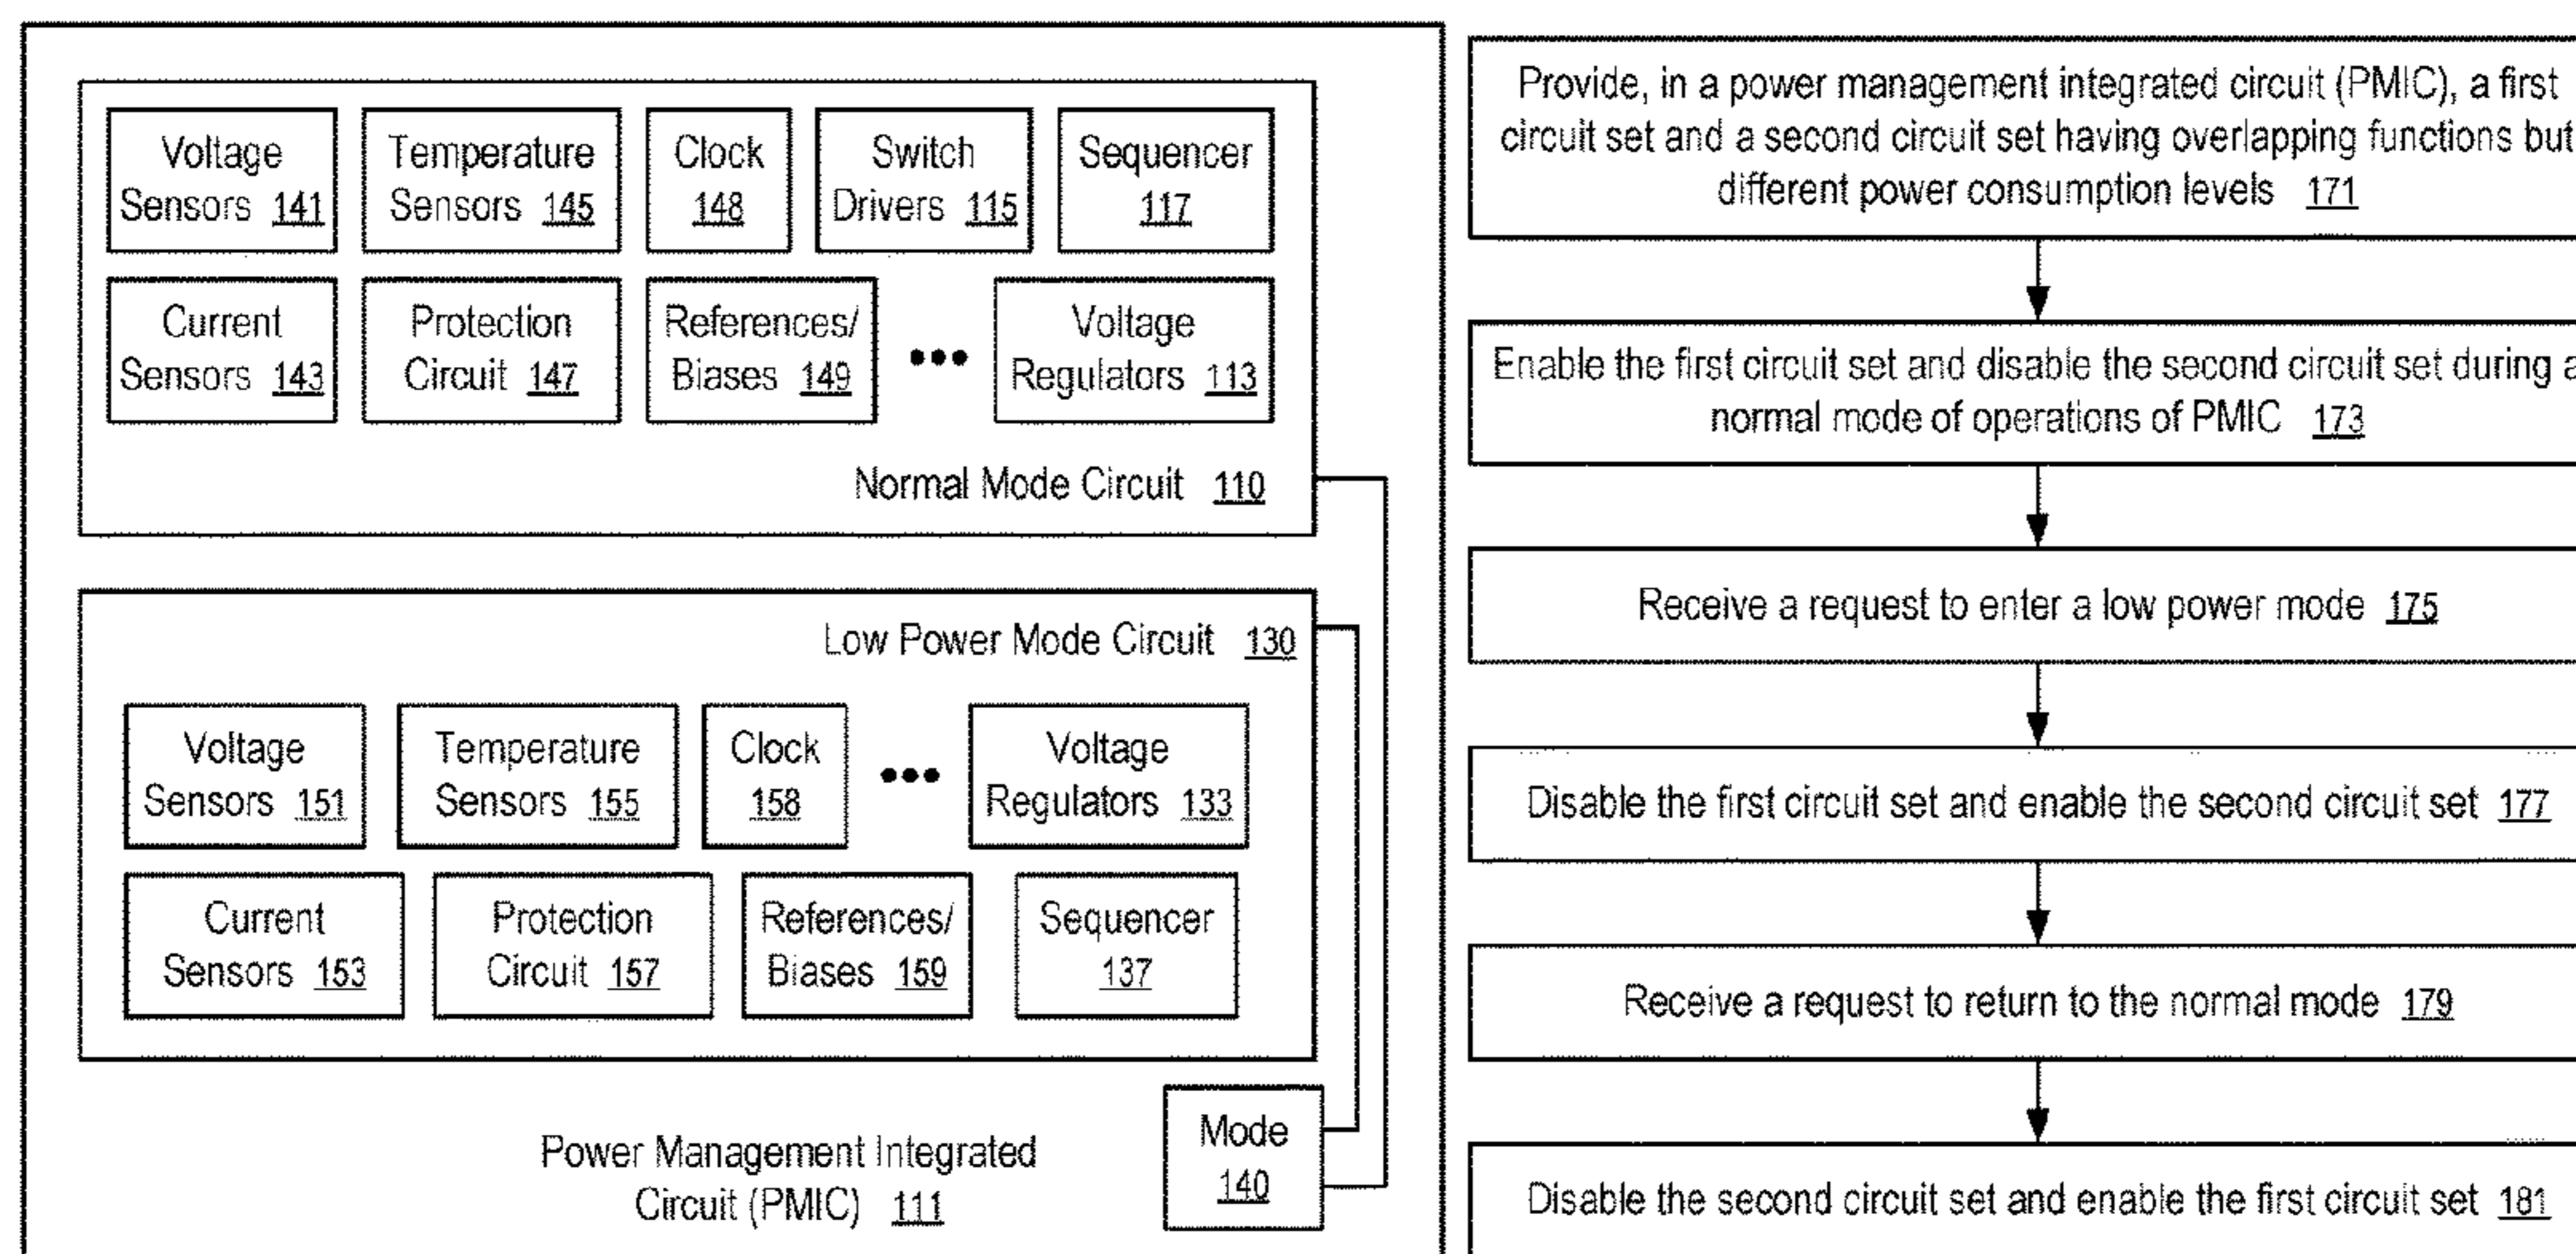 Voltage
Sensors 141
Temperature
Sensors 145
Clock
148
Switch
Drivers 115
Sequencer
117
Current
Sensors 143
Protection
Circuit 147
References/
Biases 149
•••
Voltage
Regulators 113
Normal Mode Circuit 110
Low Power Mode Circuit 130
Voltage
Sensors 151
Temperature
Sensors 155
Clock
158
•••
Voltage
Regulators 133
Current
Sensors 153
Protection
Circuit 157
References/
Biases 159
Sequencer
137
Mode
140
Power Management Integrated
Circuit (PMIC) 111
Provide, in a power management integrated circuit (PMIC), a first
circuit set and a second circuit set having overlapping functions but
different power consumption levels 171
Enable the first circuit set and disable the second circuit set during a
normal mode of operations of PMIC 173
Receive a request to enter a low power mode 175
Disable the first circuit set and enable the second circuit set 177
Receive a request to return to the normal mode 179
Disable the second circuit set and enable the first circuit set 181